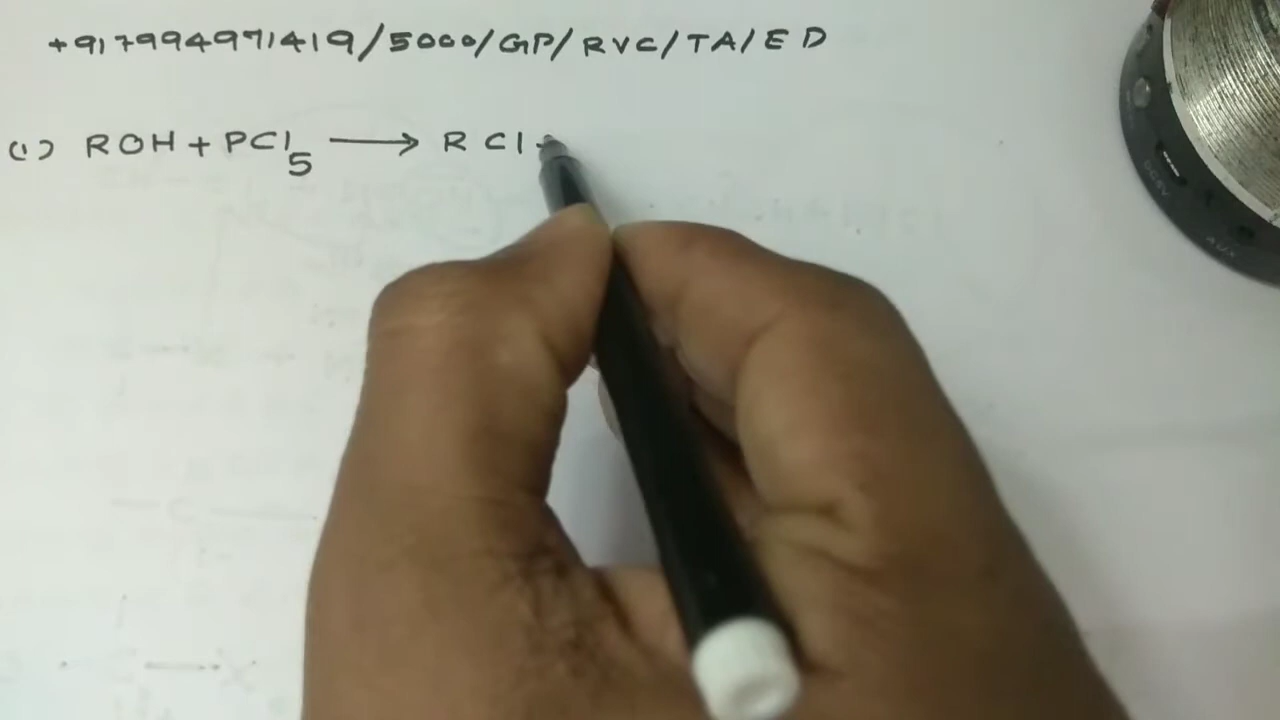 +917994971419/5000/GP/RVC/TA/ED
(1) ROH + PCl5 ⟶ RCl +